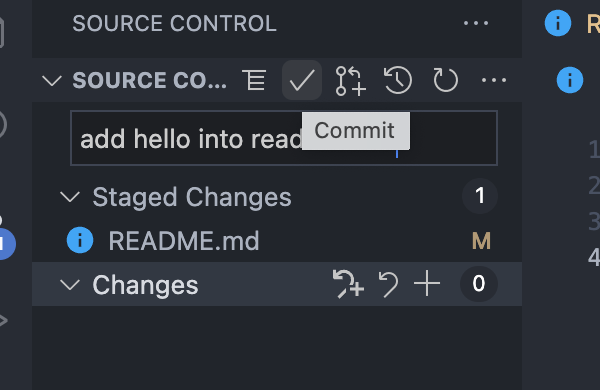 SOURCE CONTROL
SOURCE CO...
add hello into read
Commit
Staged Changes 1
README.md M
Changes 0
R
1
2
3
4